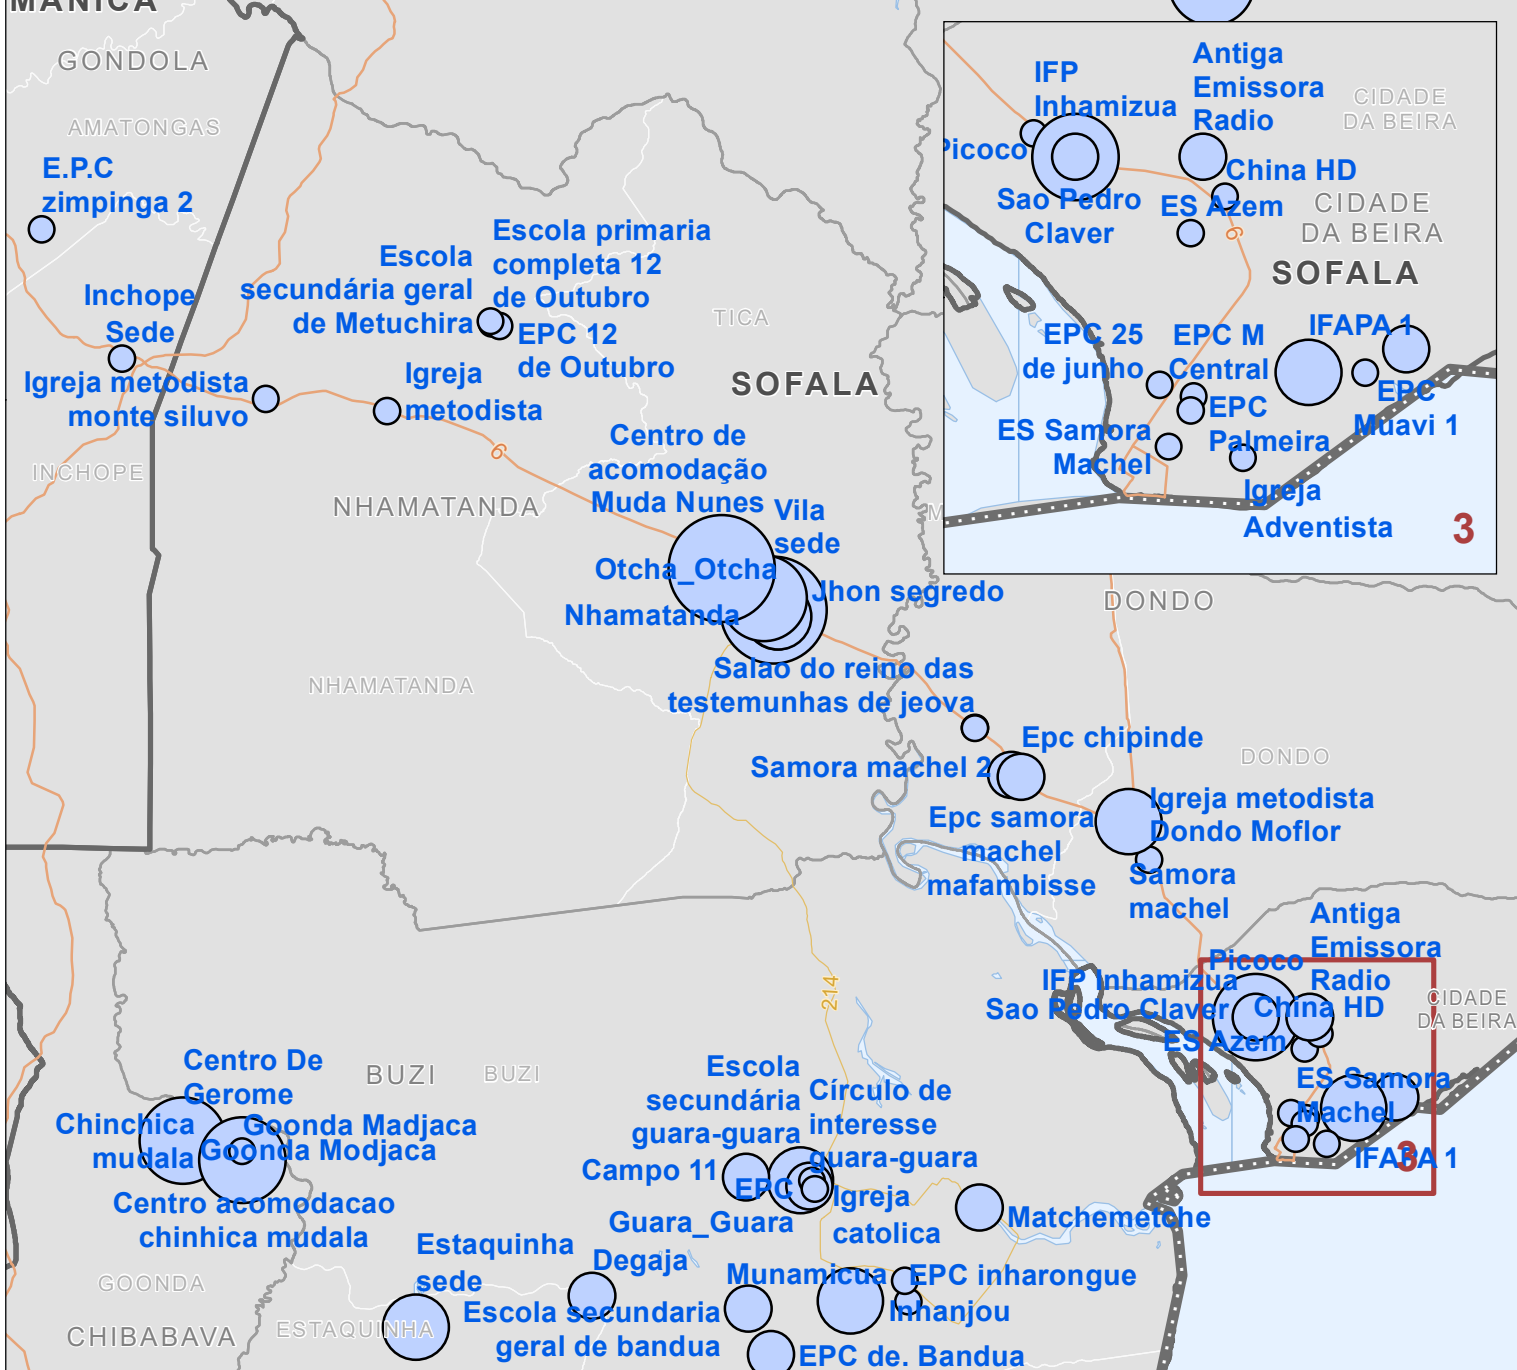 MANICA
GONDOLA
AMATONGAS
E.P.C
zimpinga 2
Inchope
Sede
Igreja metodista
monte siluvo
INCHOPE
Escola
secundária geral
de Metuchira
Escola primaria
completa 12
de Outubro
EPC 12
de Outubro
Igreja
metodista
TICA
SOFALA
6
NHAMATANDA
Centro de
acomodação
Muda Nunes
Vila
sede
Otcha_Otcha
Jhon segredo
Nhamatanda
NHAMATANDA
Salao do reino das
testemunhas de jeova
M
IFP
Inhamizua
Antiga
Emissora
Radio
CIDADE
DA BEIRA
Picoco
China HD
Sao Pedro
Claver
ES Azem
CIDADE
DA BEIRA
6
SOFALA
EPC 25
de junho
EPC M
Central
IFAPA 1
EPC
Muavi 1
EPC
Palmeira
ES Samora
Machel
Igreja
Adventista
3
DONDO
Epc chipinde
Samora machel 2
DONDO
Igreja metodista
Dondo Moflor
Epc samora
machel
mafambisse
Samora
machel
Antiga
Emissora
Radio
Picoco
IFP Inhamizua
Sao Pedro Claver
China HD
CIDADE
DA BEIRA
ES Azem
ES Samora
Machel
IFAPA 1
3
214
BUZI
BUZI
Centro De
Gerome
Chinchica
mudala
Goonda Madjaca
Goonda Modjaca
Centro acomodacao
chinhica mudala
Escola
secundária
guara-guara
Círculo de
interesse
guara-guara
Campo 11
EPC
Guara_Guara
Igreja
catolica
Matchemetche
Estaquinha
sede
Degaja
Munamicua
EPC inharongue
Inhanjou
GOONDA
CHIBABAVA
ESTAQUINHA
Escola secundaria
geral de bandua
EPC de. Bandua